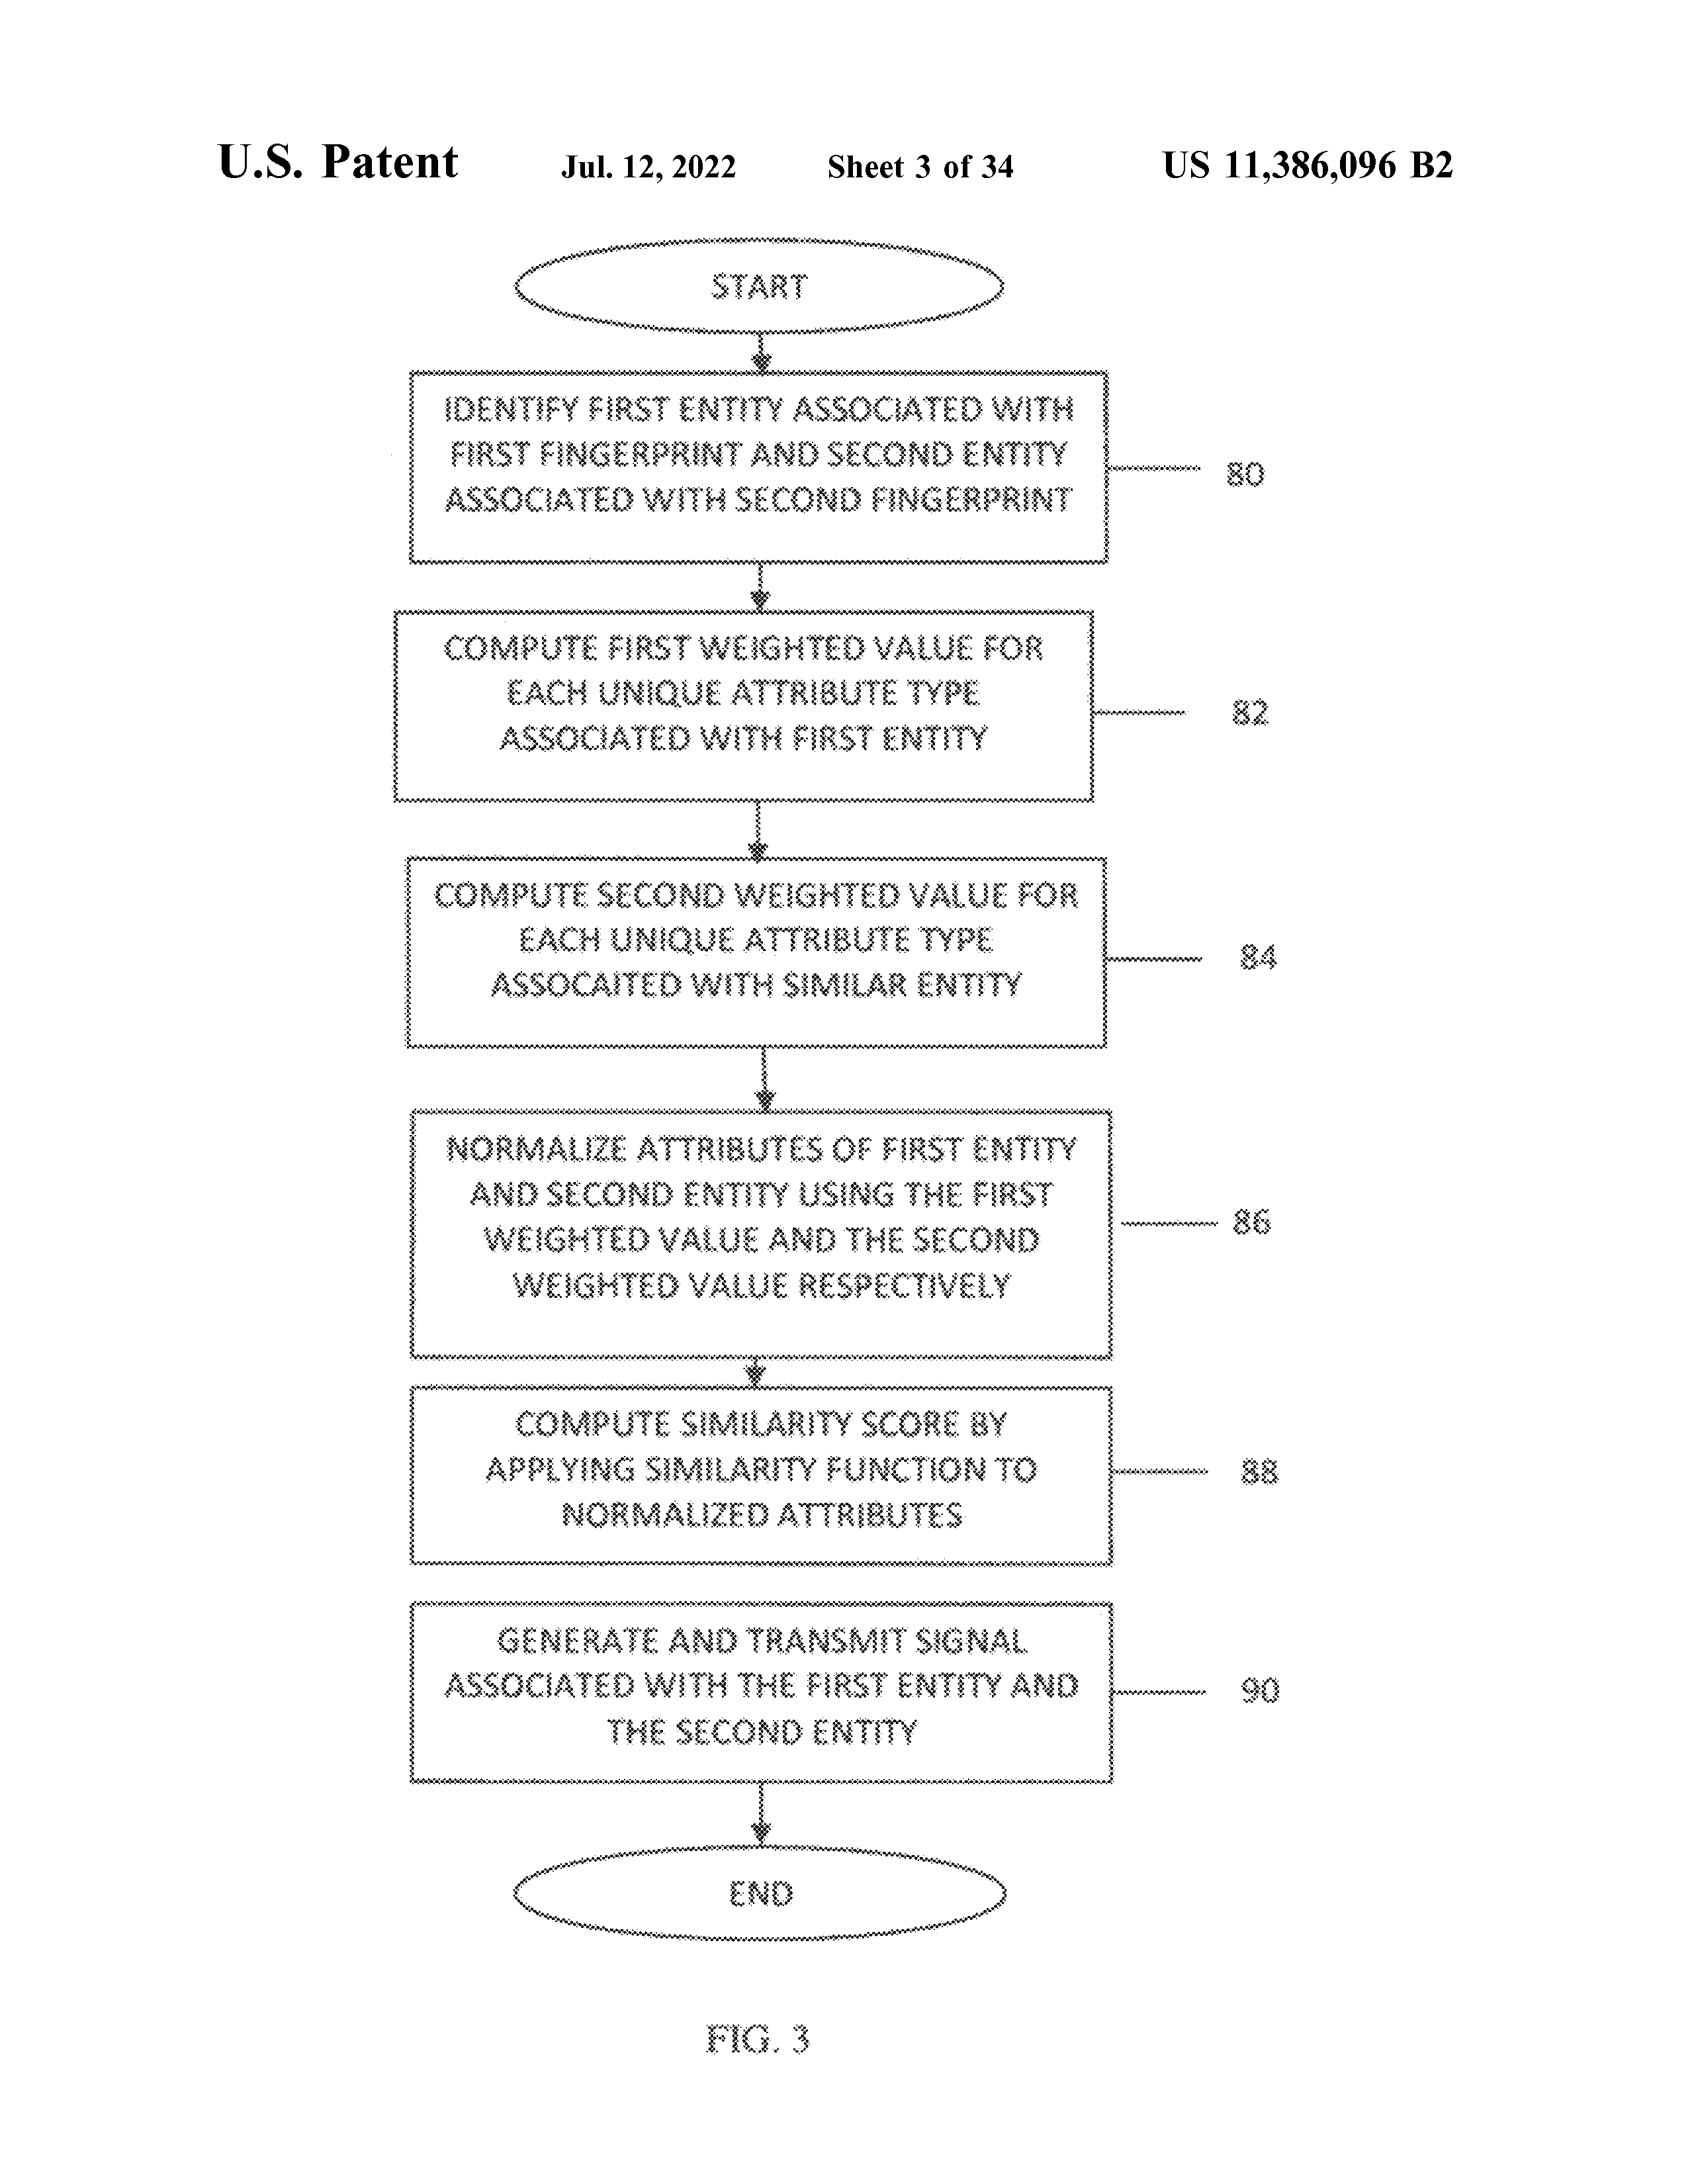 U.S. Patent Jul. 12, 2022 Sheet 3 of 34 US 11,386,096 B2
START
IDENTIFY FIRST ENTITY ASSOCIATED WITH
FIRST FINGERPRINT AND SECOND ENTITY
ASSOCIATED WITH SECOND FINGERPRINT
80
COMPUTE FIRST WEIGHTED VALUE FOR
EACH UNIQUE ATTRIBUTE TYPE
ASSOCIATED WITH FIRST ENTITY
82
COMPUTE SECOND WEIGHTED VALUE FOR
EACH UNIQUE ATTRIBUTE TYPE
ASSOCAITED WITH SIMILAR ENTITY
84
NORMALIZE ATTRIBUTES OF FIRST ENTITY
AND SECOND ENTITY USING THE FIRST
WEIGHTED VALUE AND THE SECOND
WEIGHTED VALUE RESPECTIVELY
86
COMPUTE SIMILARITY SCORE BY
APPLYING SIMILARITY FUNCTION TO
NORMALIZED ATTRIBUTES
88
GENERATE AND TRANSMIT SIGNAL
ASSOCIATED WITH THE FIRST ENTITY AND
THE SECOND ENTITY
90
END
FIG. 3